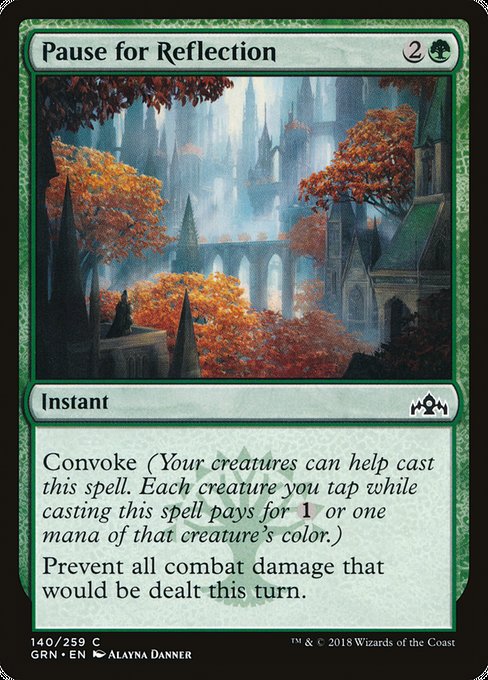 Pause for Reflection 2
Instant
Convoke (Your creatures can help cast
this spell. Each creature you tap while
casting this spell pays for 1 or one
mana of that creature's color.)
Prevent all combat damage that
would be dealt this turn.
140/259 C
GRN • EN Alayna Danner
™ & © 2018 Wizards of the Coast